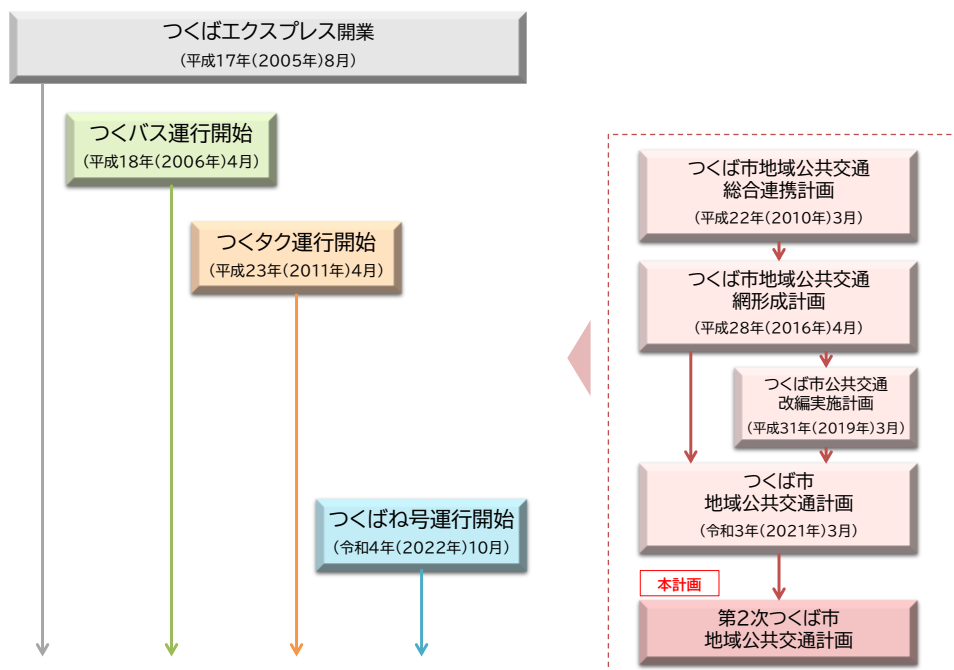 つくばエクスプレス開業
(平成17年(2005年)8月)
つくバス運行開始
(平成18年(2006年)4月)
つくタク運行開始
(平成23年(2011年)4月)
つくばね号運行開始
(令和4年(2022年)10月)
つくば市地域公共交通
総合連携計画
(平成22年(2010年)3月)
つくば市地域公共交通
網形成計画
(平成28年(2016年)4月)
つくば市公共交通
改編実施計画
(平成31年(2019年)3月)
つくば市
地域公共交通計画
(令和3年(2021年)3月)
本計画
第2次つくば市
地域公共交通計画